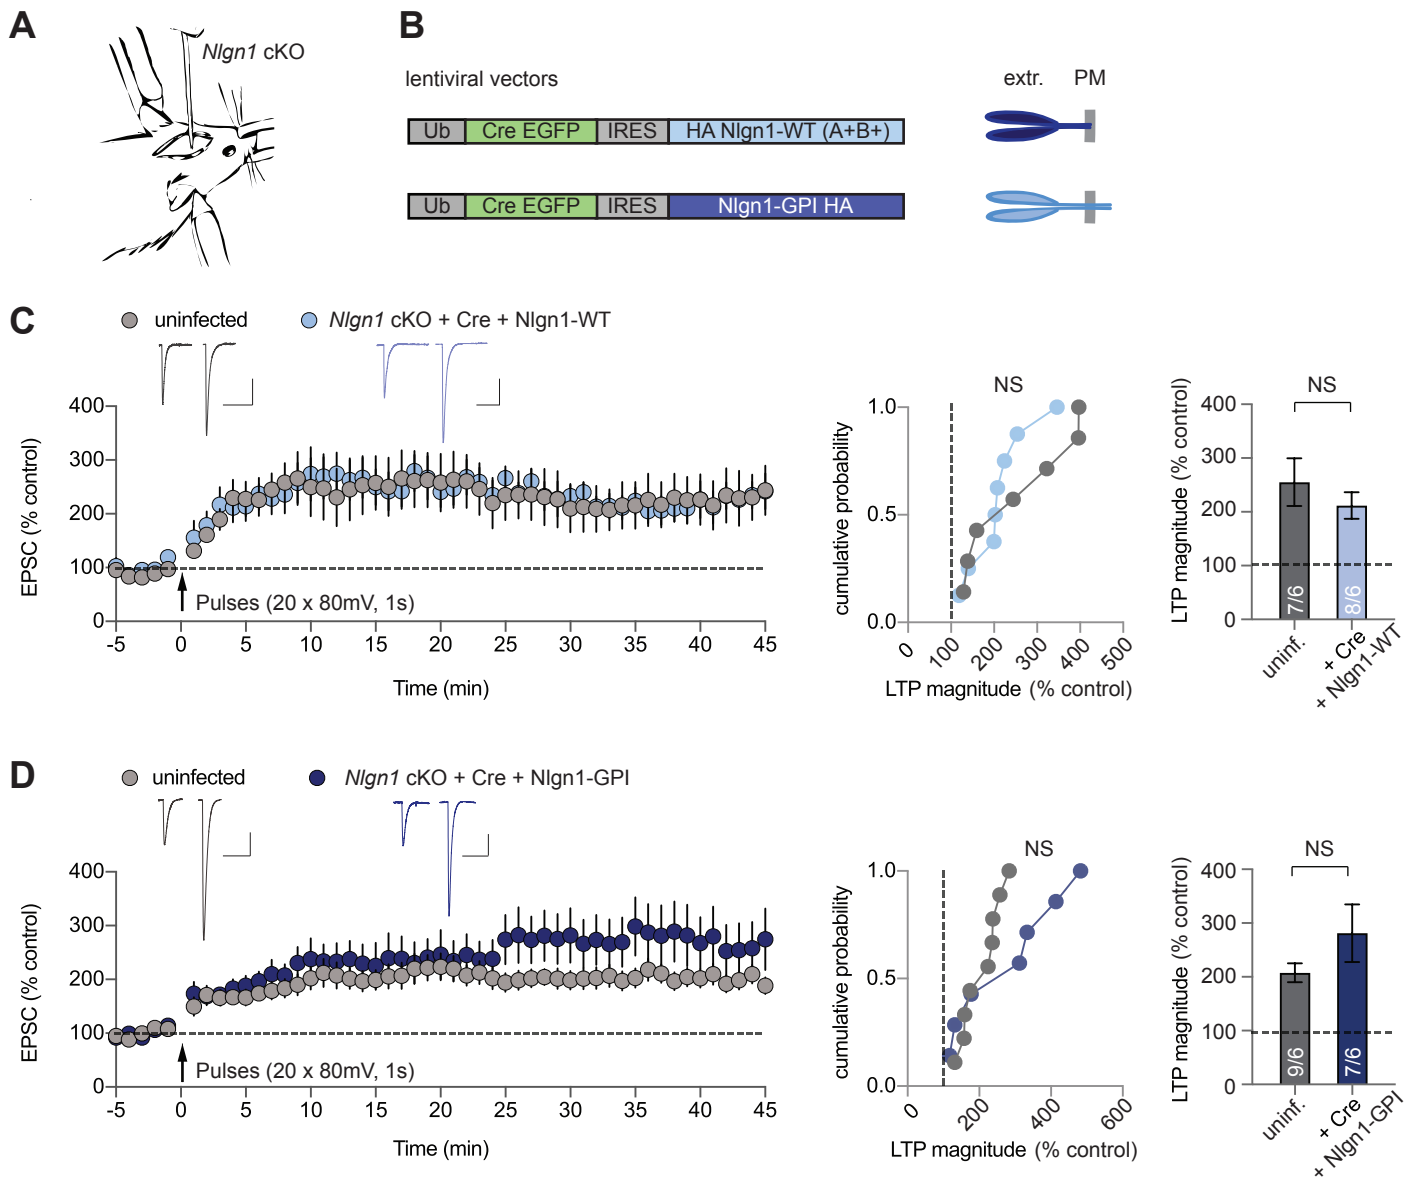 A
Nlgn1 cKO
B
lentiviral vectors
extr. PM
Ub Cre EGFP IRES HA Nlgn1-WT (A+B+)
Ub Cre EGFP IRES Nlgn1-GPI HA
C
uninfected
Nlgn1 cKO + Cre + Nlgn1-WT
EPSC (% control)
400
300
200
100
0
Pulses (20 x 80mV, 1s)
-5 0 5 10 15 20 25 30 35 40 45
Time (min)
NS
cumulative probability
1.0
0.5
0.0
0 100 200 300 400 500
LTP magnitude (% control)
NS
LTP magnitude (% control)
400
300
200
100
0
7/6 8/6
uninf.
+ Cre
+ Nlgn1-WT
D
uninfected
Nlgn1 cKO + Cre + Nlgn1-GPI
EPSC (% control)
400
300
200
100
0
Pulses (20 x 80mV, 1s)
-5 0 5 10 15 20 25 30 35 40 45
Time (min)
NS
cumulative probability
1.0
0.5
0.0
0 200 400 600
LTP magnitude (% control)
NS
LTP magnitude (% control)
400
300
200
100
0
9/6 7/6
uninf.
+ Cre
+ Nlgn1-GPI